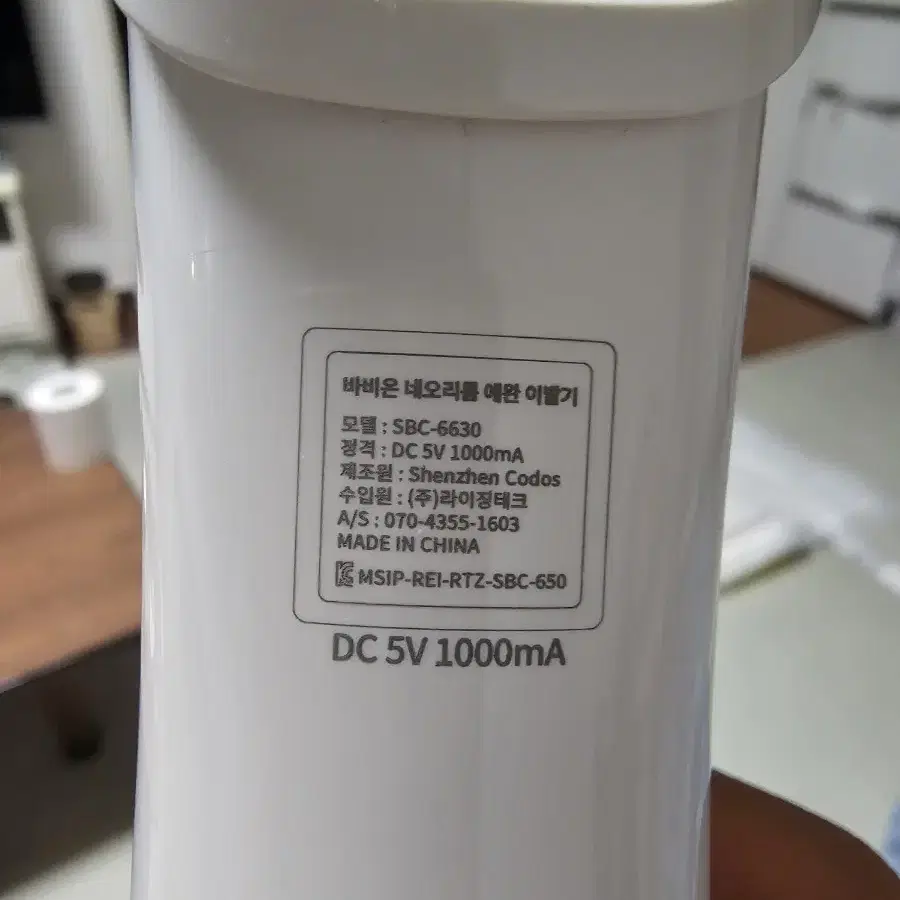 바비온 네오리틈 애완 이발기
모델 : SBC-6630
정격 : DC 5V 1000mA
제조원 : Shenzhen Codos
수입원 : (주)라이징테크
A/S : 070-4355-1603
MADE IN CHINA
MSIP-REI-RTZ-SBC-650
DC 5V 1000mA